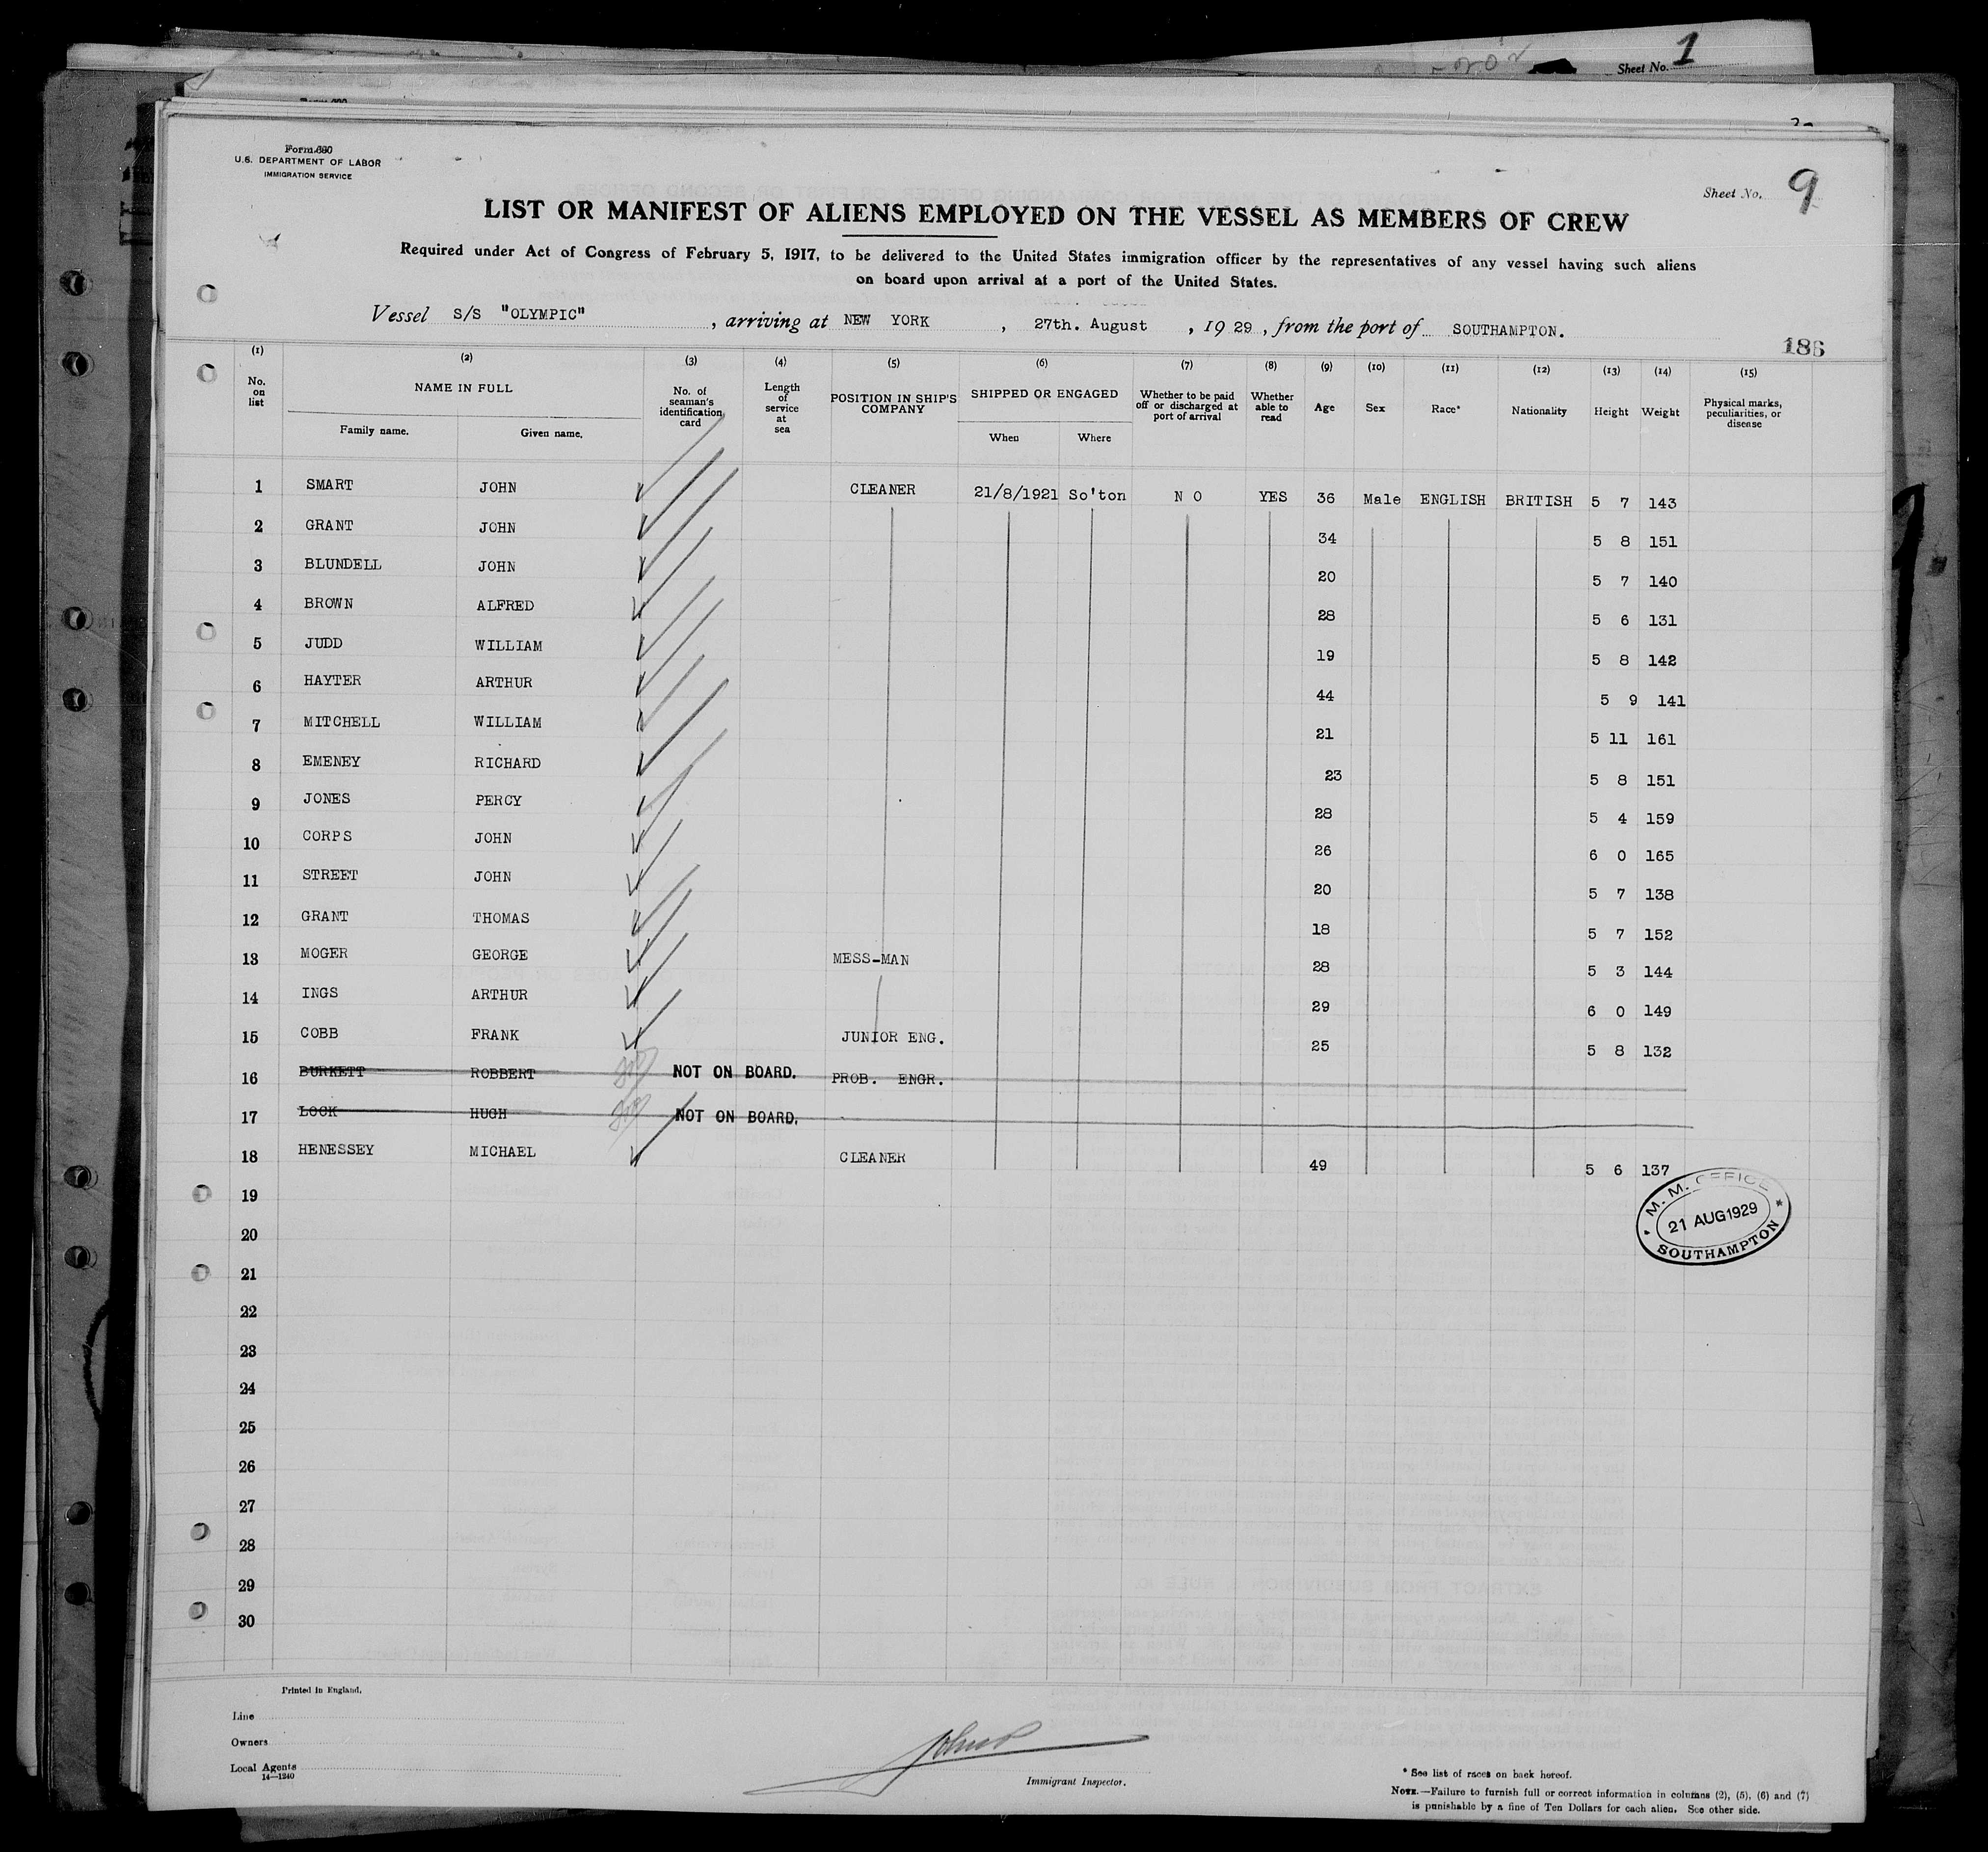 Sheet No. 1
Form 680
U.S. DEPARTMENT OF LABOR
IMMIGRATION SERVICE
Sheet No. 9
LIST OR MANIFEST OF ALIENS EMPLOYED ON THE VESSEL AS MEMBERS OF CREW
Required under Act of Congress of February 5, 1917, to be delivered to the United States immigration officer by the representatives of any vessel having such aliens
on board upon arrival at a port of the United States.
Vessel S/S "OLYMPIC" , arriving at NEW YORK , 27th. August , 19 29 , from the port of SOUTHAMPTON.
186
(1) (2) (3) (4) (5) (6) (7) (8) (9) (10) (11) (12) (13) (14) (15)
No. on list NAME IN FULL No. of seaman's identification card Length of service at sea POSITION IN SHIP'S COMPANY SHIPPED OR ENGAGED Whether to be paid off or discharged at port of arrival Whether able to read Age Sex Race* Nationality Height Weight Physical marks, peculiarities, or disease
Family name. Given name. When Where
1 SMART JOHN CLEANER 21/8/1921 So'ton N O YES 36 Male ENGLISH BRITISH 5 7 143
2 GRANT JOHN 34 5 8 151
3 BLUNDELL JOHN 20 5 7 140
4 BROWN ALFRED 28 5 6 131
5 JUDD WILLIAM 19 5 8 142
6 HAYTER ARTHUR 44 5 9 141
7 MITCHELL WILLIAM 21 5 11 161
8 EMENEY RICHARD 23 5 8 151
9 JONES PERCY 28 5 4 159
10 CORPS JOHN 26 6 0 165
11 STREET JOHN 20 5 7 138
12 GRANT THOMAS 18 5 7 152
13 MOGER GEORGE MESS-MAN 28 5 3 144
14 INGS ARTHUR 29 6 0 149
15 COBB FRANK JUNIOR ENG. 25 5 8 132
16 BURKETT ROBBERT NOT ON BOARD. PROB. ENGR.
17 LOCK HUGH NOT ON BOARD.
18 HENESSEY MICHAEL CLEANER 49 5 6 137
M. M. OFFICE
21 AUG 1929
SOUTHAMPTON
19
20
21
22
23
24
25
26
27
28
29
30
Printed in England.
Line
Owners
Local Agents
14—1240
Immigrant Inspector.
* See list of races on back hereof.
NOTE.—Failure to furnish full or correct information in columns (2), (5), (6) and (7)
is punishable by a fine of Ten Dollars for each alien. See other side.